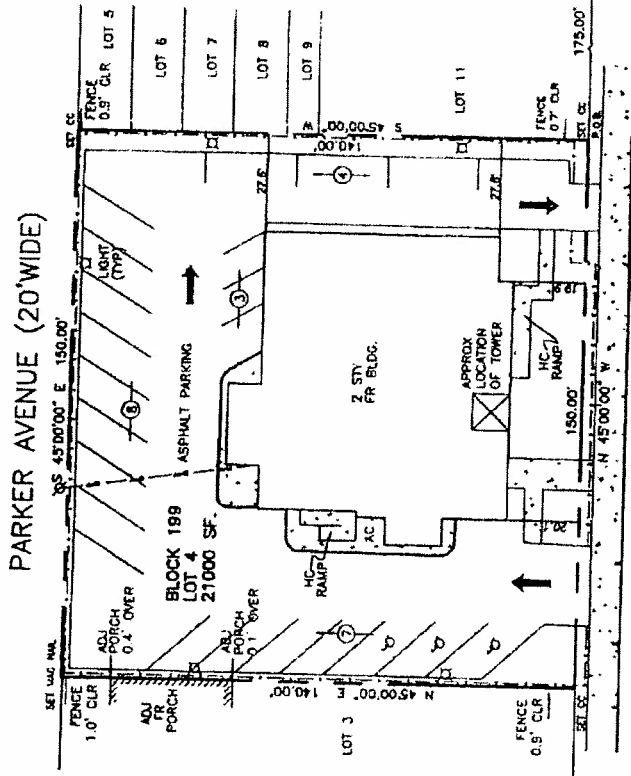 PARKER AVENUE (20'WIDE)
SET MAG NAIL
S 45°00'00" E 150.00'
SET CC
FENCE
1.0' CLR
ADJ
PORCH
0.4' OVER
ADJ
FR
PORCH
ADJ
PORCH
0.1' OVER
LOT 3
N 45°00'00" E 140.00'
FENCE
0.9' CLR
SET CC
BLOCK 199
LOT 4
21000 SF.
8
ASPHALT PARKING
LIGHT
(TYP)
3
7
HC
RAMP
AC
2 STY
FR BLDG.
APPROX
LOCATION
OF TOWER
HC
RAMP
27.6'
27.8'
4
S 45°00'00" W
140.00'
FENCE
0.9' CLR
LOT 5
LOT 6
LOT 7
LOT 8
LOT 9
LOT 11
FENCE
0.7' CLR
SET CC
P.O.B.
175.00'
150.00'
N 45°00'00" W